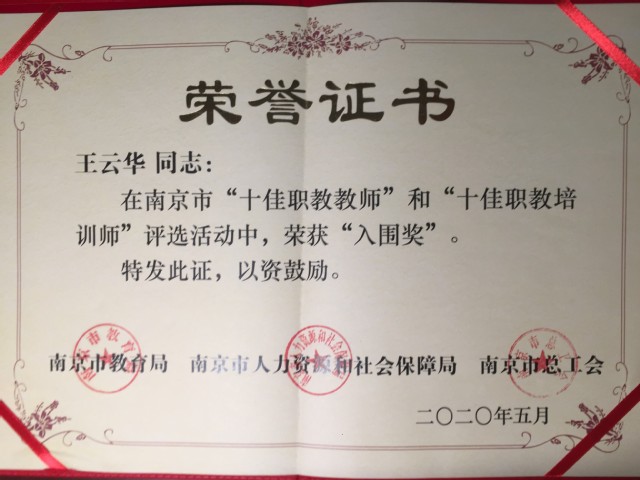 荣誉证书
王云华 同志：
在南京市“十佳职教教师”和“十佳职教培
训师”评选活动中，荣获“入围奖”。
特发此证，以资鼓励。
南京市教育局 南京市人力资源和社会保障局 南京市总工会
二〇二〇年五月